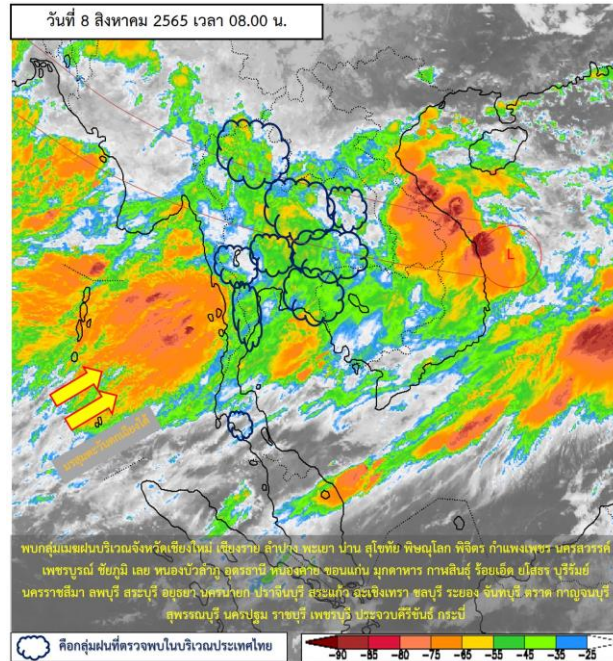 วันที่ 8 สิงหาคม 2565 เวลา 08.00 น.
L
มรสุมตะวันตกเฉียงใต้
พบกลุ่มเมฆฝนบริเวณจังหวัดเชียงใหม่ เชียงราย ลำปาง พะเยา น่าน สุโขทัย พิษณุโลก พิจิตร กำแพงเพชร นครสวรรค์
เพชรบูรณ์ ชัยภูมิ เลย หนองบัวลำภู อุดรธานี หนองคาย ขอนแก่น มุกดาหาร กาฬสินธุ์ ร้อยเอ็ด ยโสธร บุรีรัมย์
นครราชสีมา ลพบุรี สระบุรี อยุธยา นครนายก ปราจีนบุรี สระแก้ว ฉะเชิงเทรา ชลบุรี ระยอง จันทบุรี ตราด กาญจนบุรี
สุพรรณบุรี นครปฐม ราชบุรี เพชรบุรี ประจวบคีรีขันธ์ กระบี่
คือกลุ่มฝนที่ตรวจพบในบริเวณประเทศไทย
-90 -85 -80 -70 -55 -45 -35 -25